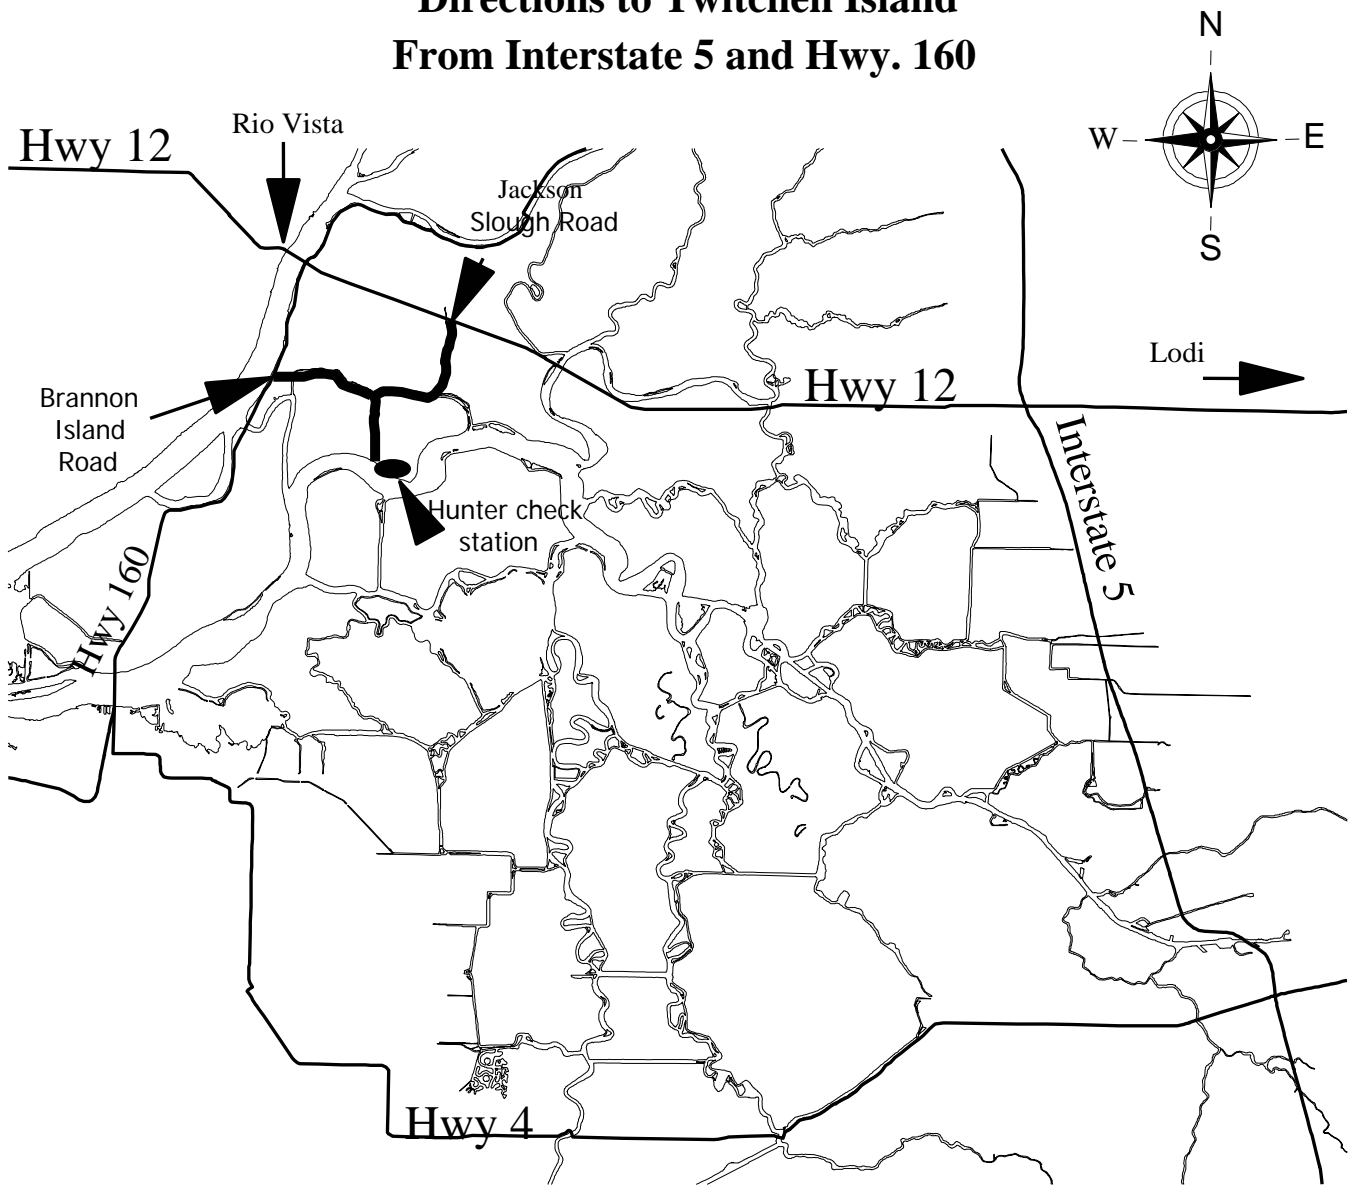 Directions to Twitchell Island
From Interstate 5 and Hwy. 160
N
W
E
S
Rio Vista
Hwy 12
Jackson
Slough Road
Lodi
Hwy 12
Brannon
Island
Road
Interstate 5
Hunter check
station
Hwy 160
Hwy 4